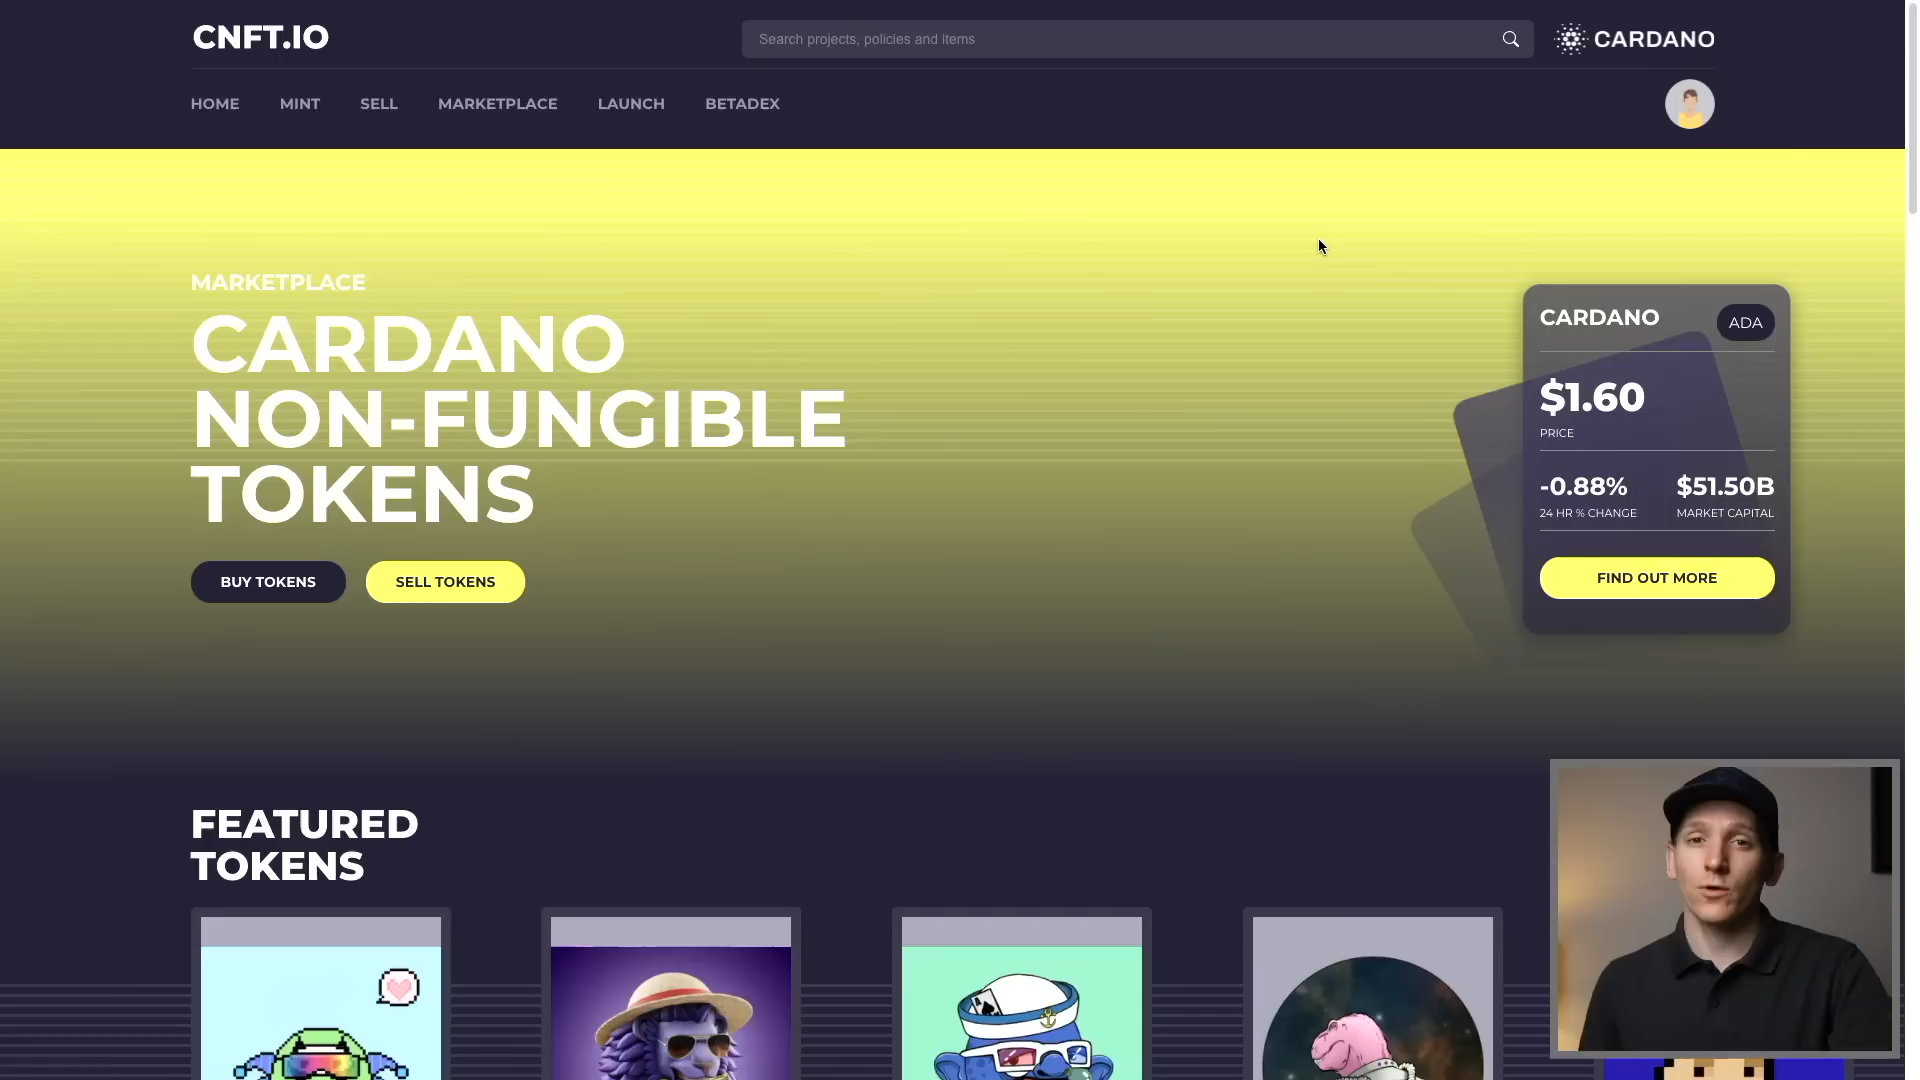 CNFT.IO
Search projects, policies and items
CARDANO
HOME
MINT
SELL
MARKETPLACE
LAUNCH
BETADEX
MARKETPLACE
CARDANO
NON-FUNGIBLE
TOKENS
BUY TOKENS
SELL TOKENS
CARDANO
ADA
$1.60
PRICE
-0.88%
$51.50B
24 HR % CHANGE
MARKET CAPITAL
FIND OUT MORE
FEATURED
TOKENS